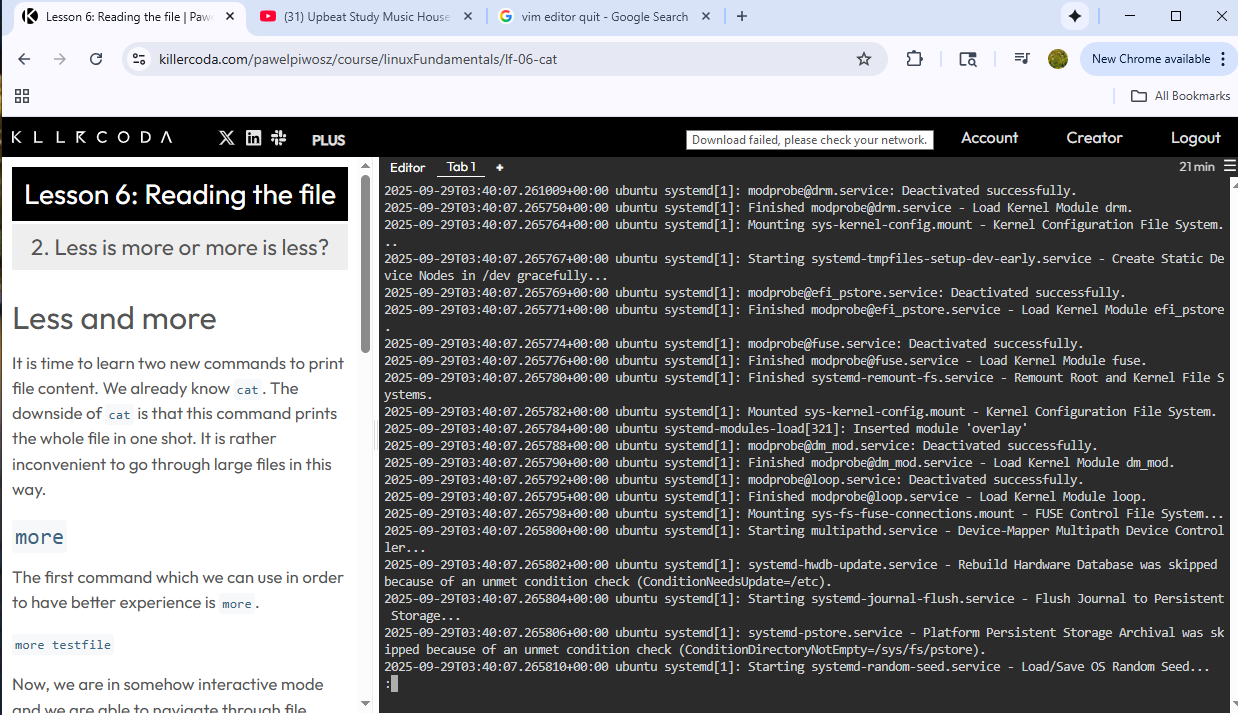 Lesson 6: Reading the file | Paw
(31) Upbeat Study Music House
vim editor quit - Google Search
killercoda.com/pawelpiwosz/course/linuxFundamentals/lf-06-cat
New Chrome available
All Bookmarks
KLLRCODA
PLUS
Download failed, please check your network.
Account
Creator
Logout
Lesson 6: Reading the file
2. Less is more or more is less?
Less and more
It is time to learn two new commands to print
file content. We already know cat. The
downside of cat is that this command prints
the whole file in one shot. It is rather
inconvenient to go through large files in this
way.
more
The first command which we can use in order
to have better experience is more.
more testfile
Now, we are in somehow interactive mode
and we are able to navigate through file
Editor
Tab 1
+
21 min
2025-09-29T03:40:07.261009+00:00 ubuntu systemd[1]: modprobe@drm.service: Deactivated successfully.
2025-09-29T03:40:07.265750+00:00 ubuntu systemd[1]: Finished modprobe@drm.service - Load Kernel Module drm.
2025-09-29T03:40:07.265764+00:00 ubuntu systemd[1]: Mounting sys-kernel-config.mount - Kernel Configuration File System.
..
2025-09-29T03:40:07.265767+00:00 ubuntu systemd[1]: Starting systemd-tmpfiles-setup-dev-early.service - Create Static De
vice Nodes in /dev gracefully...
2025-09-29T03:40:07.265769+00:00 ubuntu systemd[1]: modprobe@efi_pstore.service: Deactivated successfully.
2025-09-29T03:40:07.265771+00:00 ubuntu systemd[1]: Finished modprobe@efi_pstore.service - Load Kernel Module efi_pstore
.
2025-09-29T03:40:07.265774+00:00 ubuntu systemd[1]: modprobe@fuse.service: Deactivated successfully.
2025-09-29T03:40:07.265776+00:00 ubuntu systemd[1]: Finished modprobe@fuse.service - Load Kernel Module fuse.
2025-09-29T03:40:07.265780+00:00 ubuntu systemd[1]: Finished systemd-remount-fs.service - Remount Root and Kernel File S
ystems.
2025-09-29T03:40:07.265782+00:00 ubuntu systemd[1]: Mounted sys-kernel-config.mount - Kernel Configuration File System.
2025-09-29T03:40:07.265784+00:00 ubuntu systemd-modules-load[321]: Inserted module 'overlay'
2025-09-29T03:40:07.265788+00:00 ubuntu systemd[1]: modprobe@dm_mod.service: Deactivated successfully.
2025-09-29T03:40:07.265790+00:00 ubuntu systemd[1]: Finished modprobe@dm_mod.service - Load Kernel Module dm_mod.
2025-09-29T03:40:07.265792+00:00 ubuntu systemd[1]: modprobe@loop.service: Deactivated successfully.
2025-09-29T03:40:07.265795+00:00 ubuntu systemd[1]: Finished modprobe@loop.service - Load Kernel Module loop.
2025-09-29T03:40:07.265798+00:00 ubuntu systemd[1]: Mounting sys-fs-fuse-connections.mount - FUSE Control File System...
2025-09-29T03:40:07.265800+00:00 ubuntu systemd[1]: Starting multipathd.service - Device-Mapper Multipath Device Control
ler...
2025-09-29T03:40:07.265802+00:00 ubuntu systemd[1]: systemd-hwdb-update.service - Rebuild Hardware Database was skipped
because of an unmet condition check (ConditionNeedsUpdate=/etc).
2025-09-29T03:40:07.265804+00:00 ubuntu systemd[1]: Starting systemd-journal-flush.service - Flush Journal to Persistent
Storage...
2025-09-29T03:40:07.265806+00:00 ubuntu systemd[1]: systemd-pstore.service - Platform Persistent Storage Archival was sk
ipped because of an unmet condition check (ConditionDirectoryNotEmpty=/sys/fs/pstore).
2025-09-29T03:40:07.265810+00:00 ubuntu systemd[1]: Starting systemd-random-seed.service - Load/Save OS Random Seed...
: